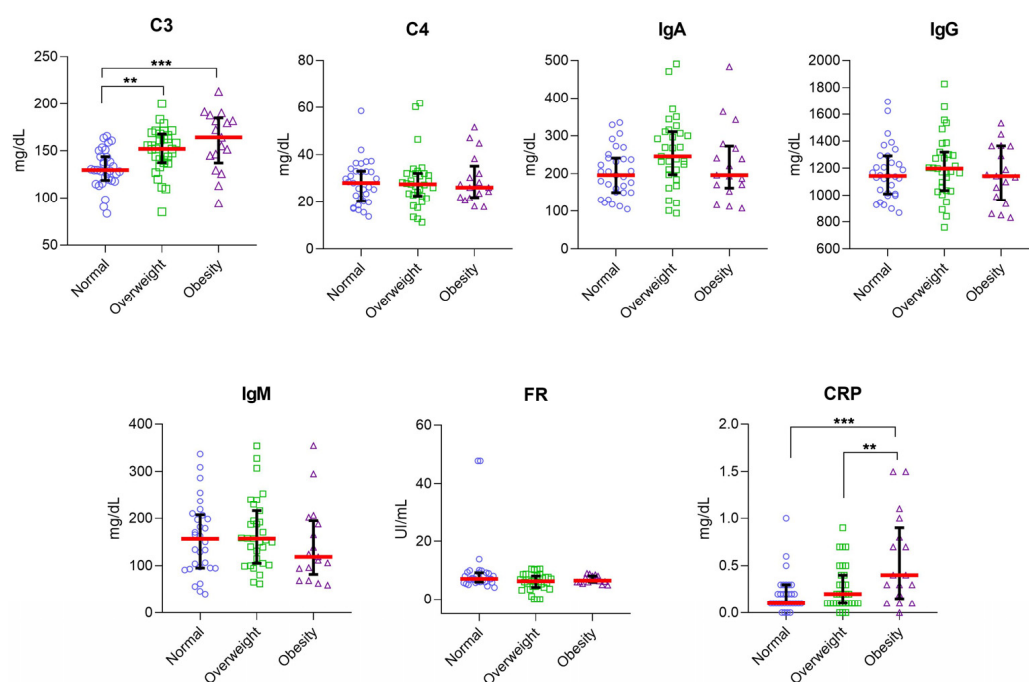 C3
C4
IgA
IgG
***
**
mg/dL
250
200
150
100
50
Normal
Overweight
Obesity
mg/dL
80
60
40
20
0
Normal
Overweight
Obesity
mg/dL
500
400
300
200
100
0
Normal
Overweight
Obesity
mg/dL
2000
1800
1600
1400
1200
1000
800
600
Normal
Overweight
Obesity
IgM
FR
CRP
mg/dL
400
300
200
100
0
Normal
Overweight
Obesity
UI/mL
60
40
20
0
Normal
Overweight
Obesity
***
**
mg/dL
2.0
1.5
1.0
0.5
0.0
Normal
Overweight
Obesity